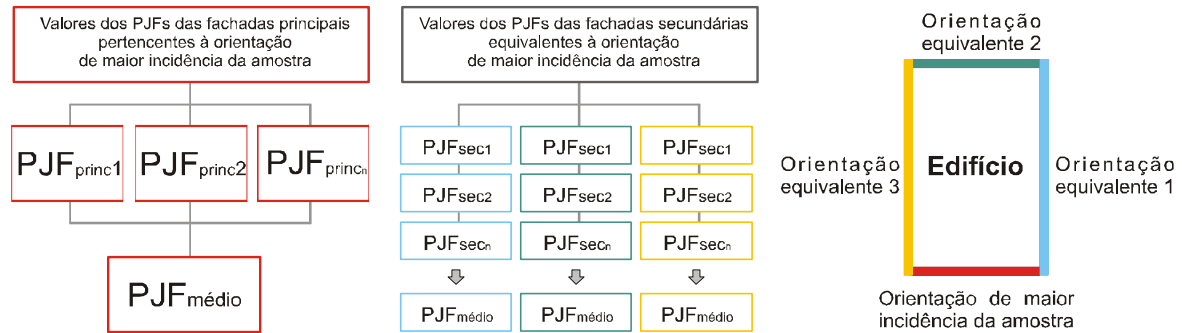 Valores dos PJFs das fachadas principais
pertencentes à orientação
de maior incidência da amostra
PJFprinc1
PJFprinc2
PJFprincn
PJFmédio
Valores dos PJFs das fachadas secundárias
equivalentes à orientação
de maior incidência da amostra
PJFsec1
PJFsec1
PJFsec1
PJFsec2
PJFsec2
PJFsec2
PJFsecn
PJFsecn
PJFsecn
PJFmédio
PJFmédio
PJFmédio
Orientação
equivalente 2
Orientação
equivalente 3
Edifício
Orientação
equivalente 1
Orientação de maior
incidência da amostra